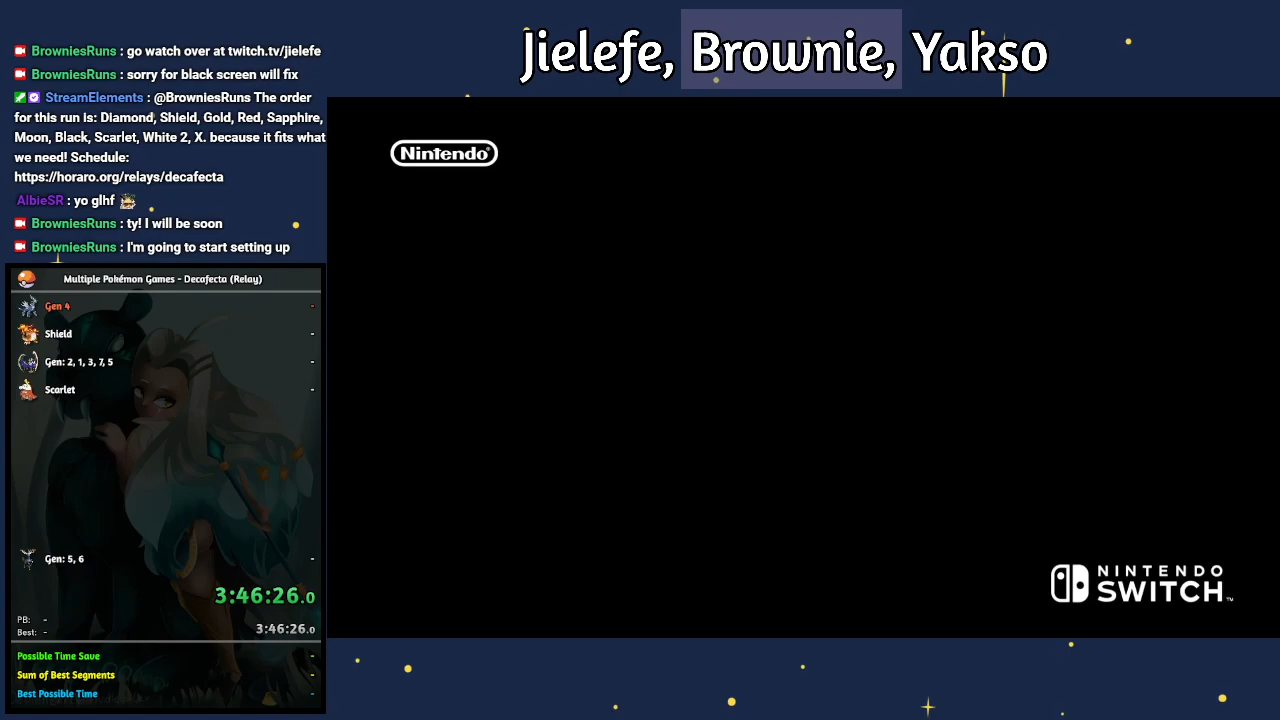 Jielefe, Brownie, Yakso
BrowniesRuns : go watch over at twitch.tv/jielefe
BrowniesRuns : sorry for black screen will fix
StreamElements : @BrowniesRuns The order
for this run is: Diamond, Shield, Gold, Red, Sapphire,
Moon, Black, Scarlet, White 2, X. because it fits what
we need! Schedule:
https://horaro.org/relays/decafecta
AlbieSR : yo glhf
BrowniesRuns : ty! I will be soon
BrowniesRuns : I'm going to start setting up
Multiple Pokémon Games - Decafecta (Relay)
Gen 4 -
Shield -
Gen: 2, 1, 3, 7, 5 -
Scarlet -
Gen: 5, 6 -
3:46:26.0
PB: -
Best: -
3:46:26.0
Possible Time Save -
Sum of Best Segments -
Best Possible Time -
Nintendo®
NINTENDO
SWITCH™